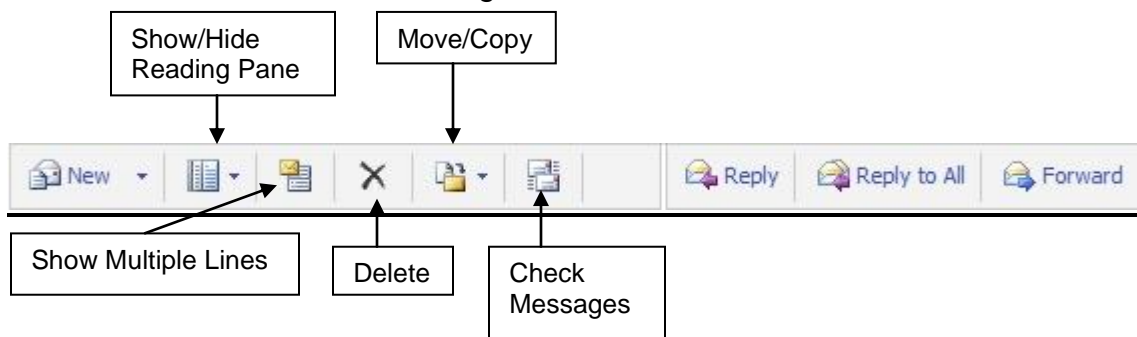 Show/Hide
Reading Pane
Move/Copy
New
Reply
Reply to All
Forward
Show Multiple Lines
Delete
Check
Messages